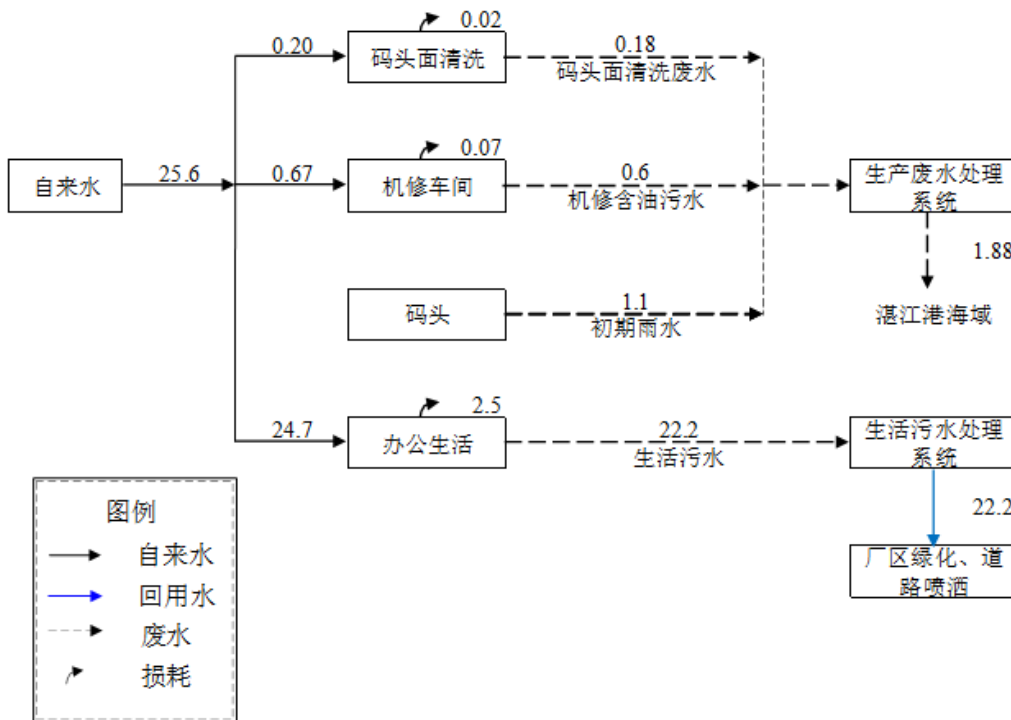 0.02
0.20
码头面清洗
0.18
码头面清洗废水
0.07
自来水
25.6
0.67
机修车间
0.6
机修含油污水
生产废水处理
系统
1.88
湛江港海域
码头
1.1
初期雨水
2.5
24.7
办公生活
22.2
生活污水
生活污水处理
系统
22.2
厂区绿化、道
路喷洒
图例
自来水
回用水
废水
损耗